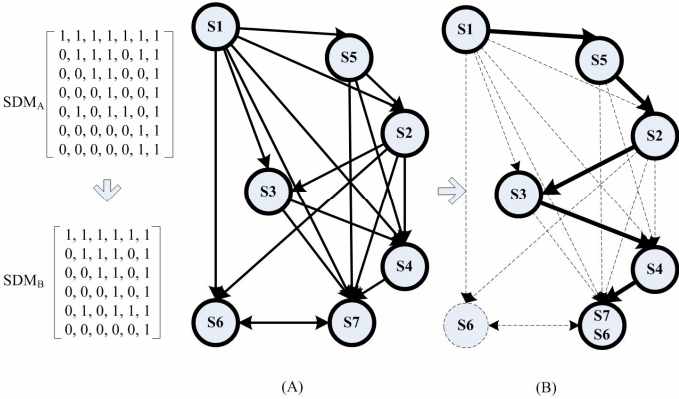 1, 1, 1, 1, 1, 1, 1
0, 1, 1, 1, 0, 1, 1
0, 0, 1, 1, 0, 0, 1
SDMA
0, 0, 0, 1, 0, 0, 1
0, 1, 0, 1, 1, 0, 1
0, 0, 0, 0, 0, 1, 1
0, 0, 0, 0, 0, 1, 1
1, 1, 1, 1, 1, 1
0, 1, 1, 1, 0, 1
0, 0, 1, 1, 0, 1
SDMB
0, 0, 0, 1, 0, 1
0, 1, 0, 1, 1, 1
0, 0, 0, 0, 0, 1
S1
S5
S2
S3
S4
S6
S7
(A)
S1
S5
S2
S3
S4
S6
S7
S6
(B)